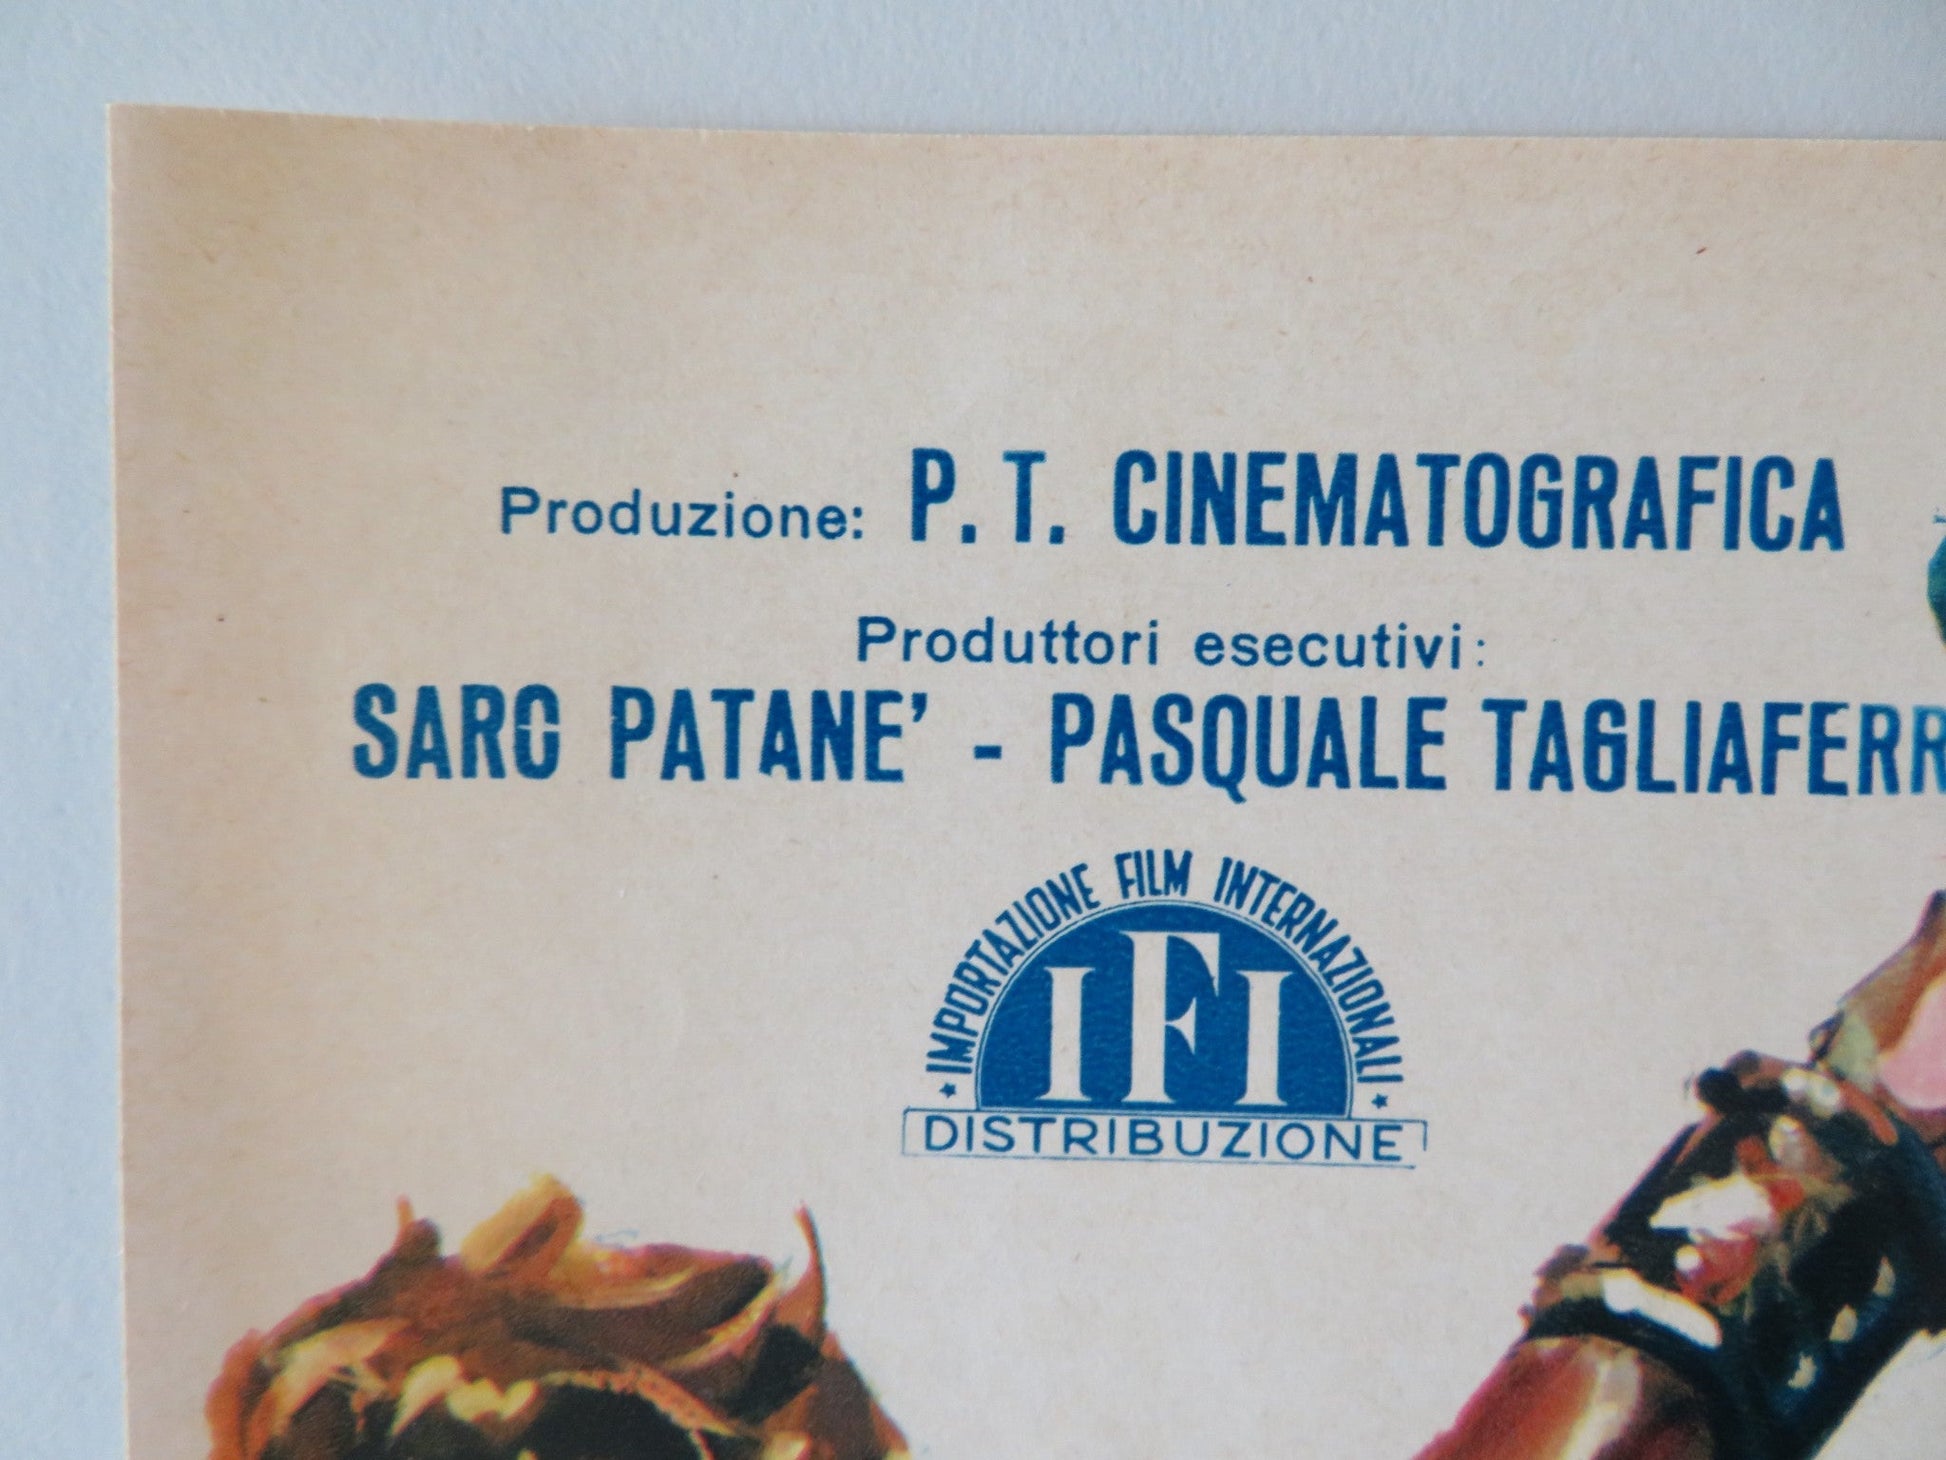 Produzione: P. T. CINEMATOGRAFICA
Produttori esecutivi:
SARO PATANE' - PASQUALE TAGLIAFERR
IMPORTAZIONE FILM INTERNAZIONALI
IFI
DISTRIBUZIONE